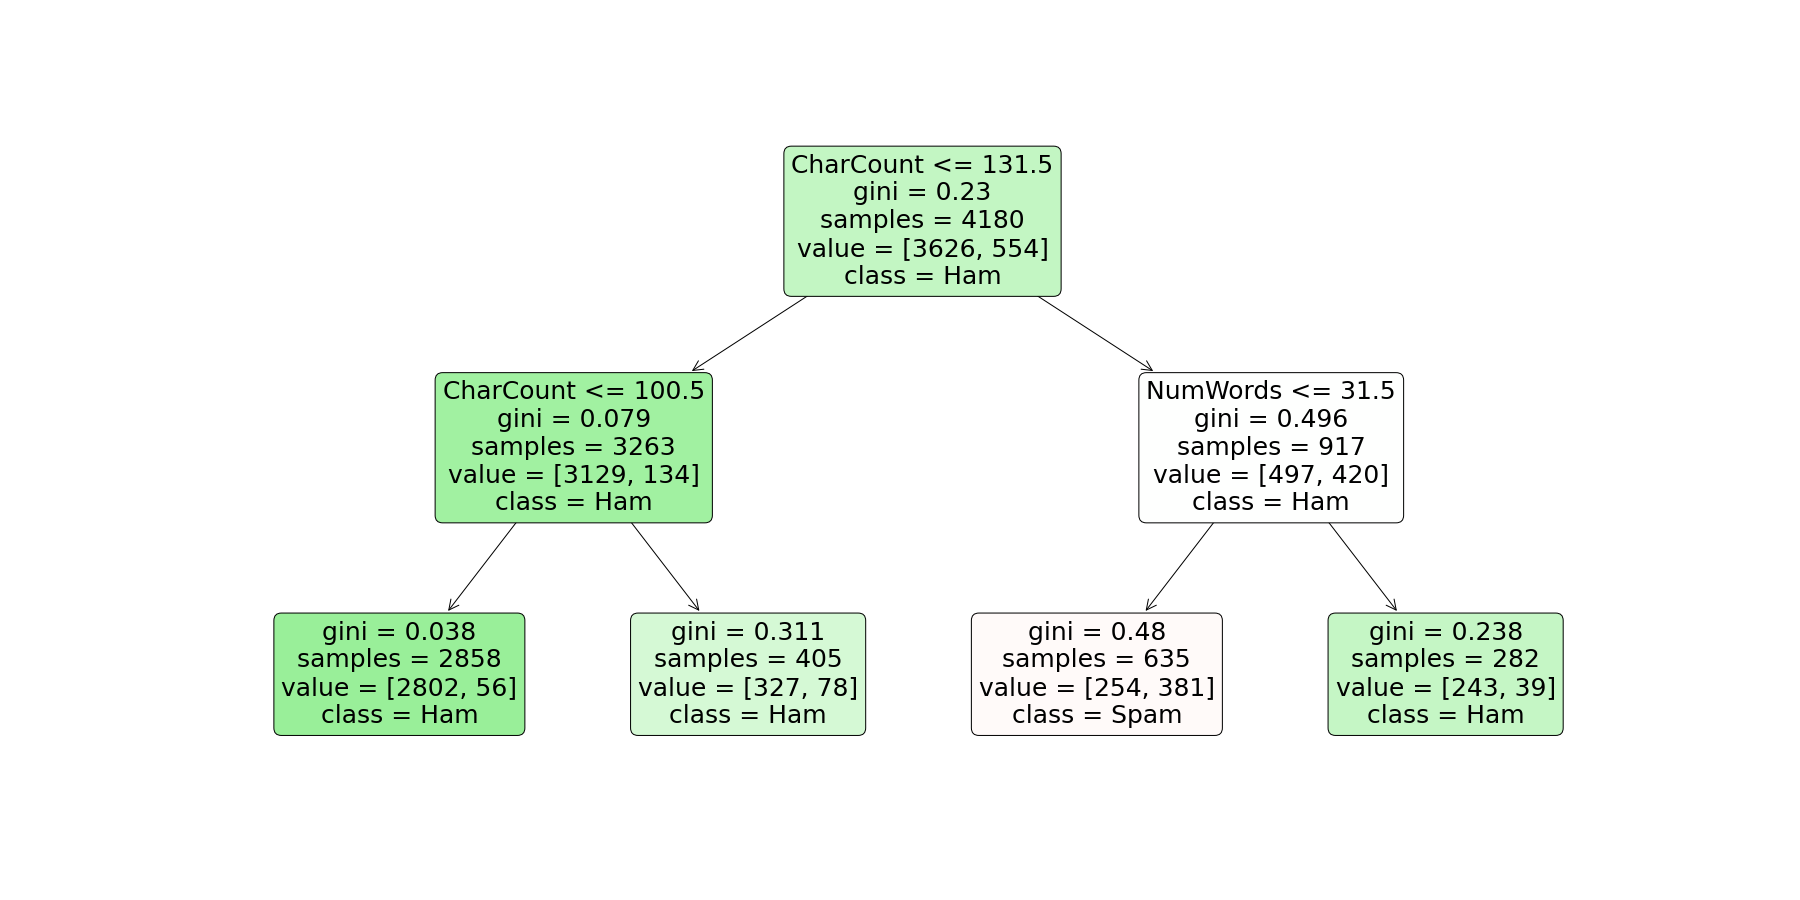 CharCount <= 131.5
gini = 0.23
samples = 4180
value = [3626, 554]
class = Ham
CharCount <= 100.5
gini = 0.079
samples = 3263
value = [3129, 134]
class = Ham
NumWords <= 31.5
gini = 0.496
samples = 917
value = [497, 420]
class = Ham
gini = 0.038
samples = 2858
value = [2802, 56]
class = Ham
gini = 0.311
samples = 405
value = [327, 78]
class = Ham
gini = 0.48
samples = 635
value = [254, 381]
class = Spam
gini = 0.238
samples = 282
value = [243, 39]
class = Ham